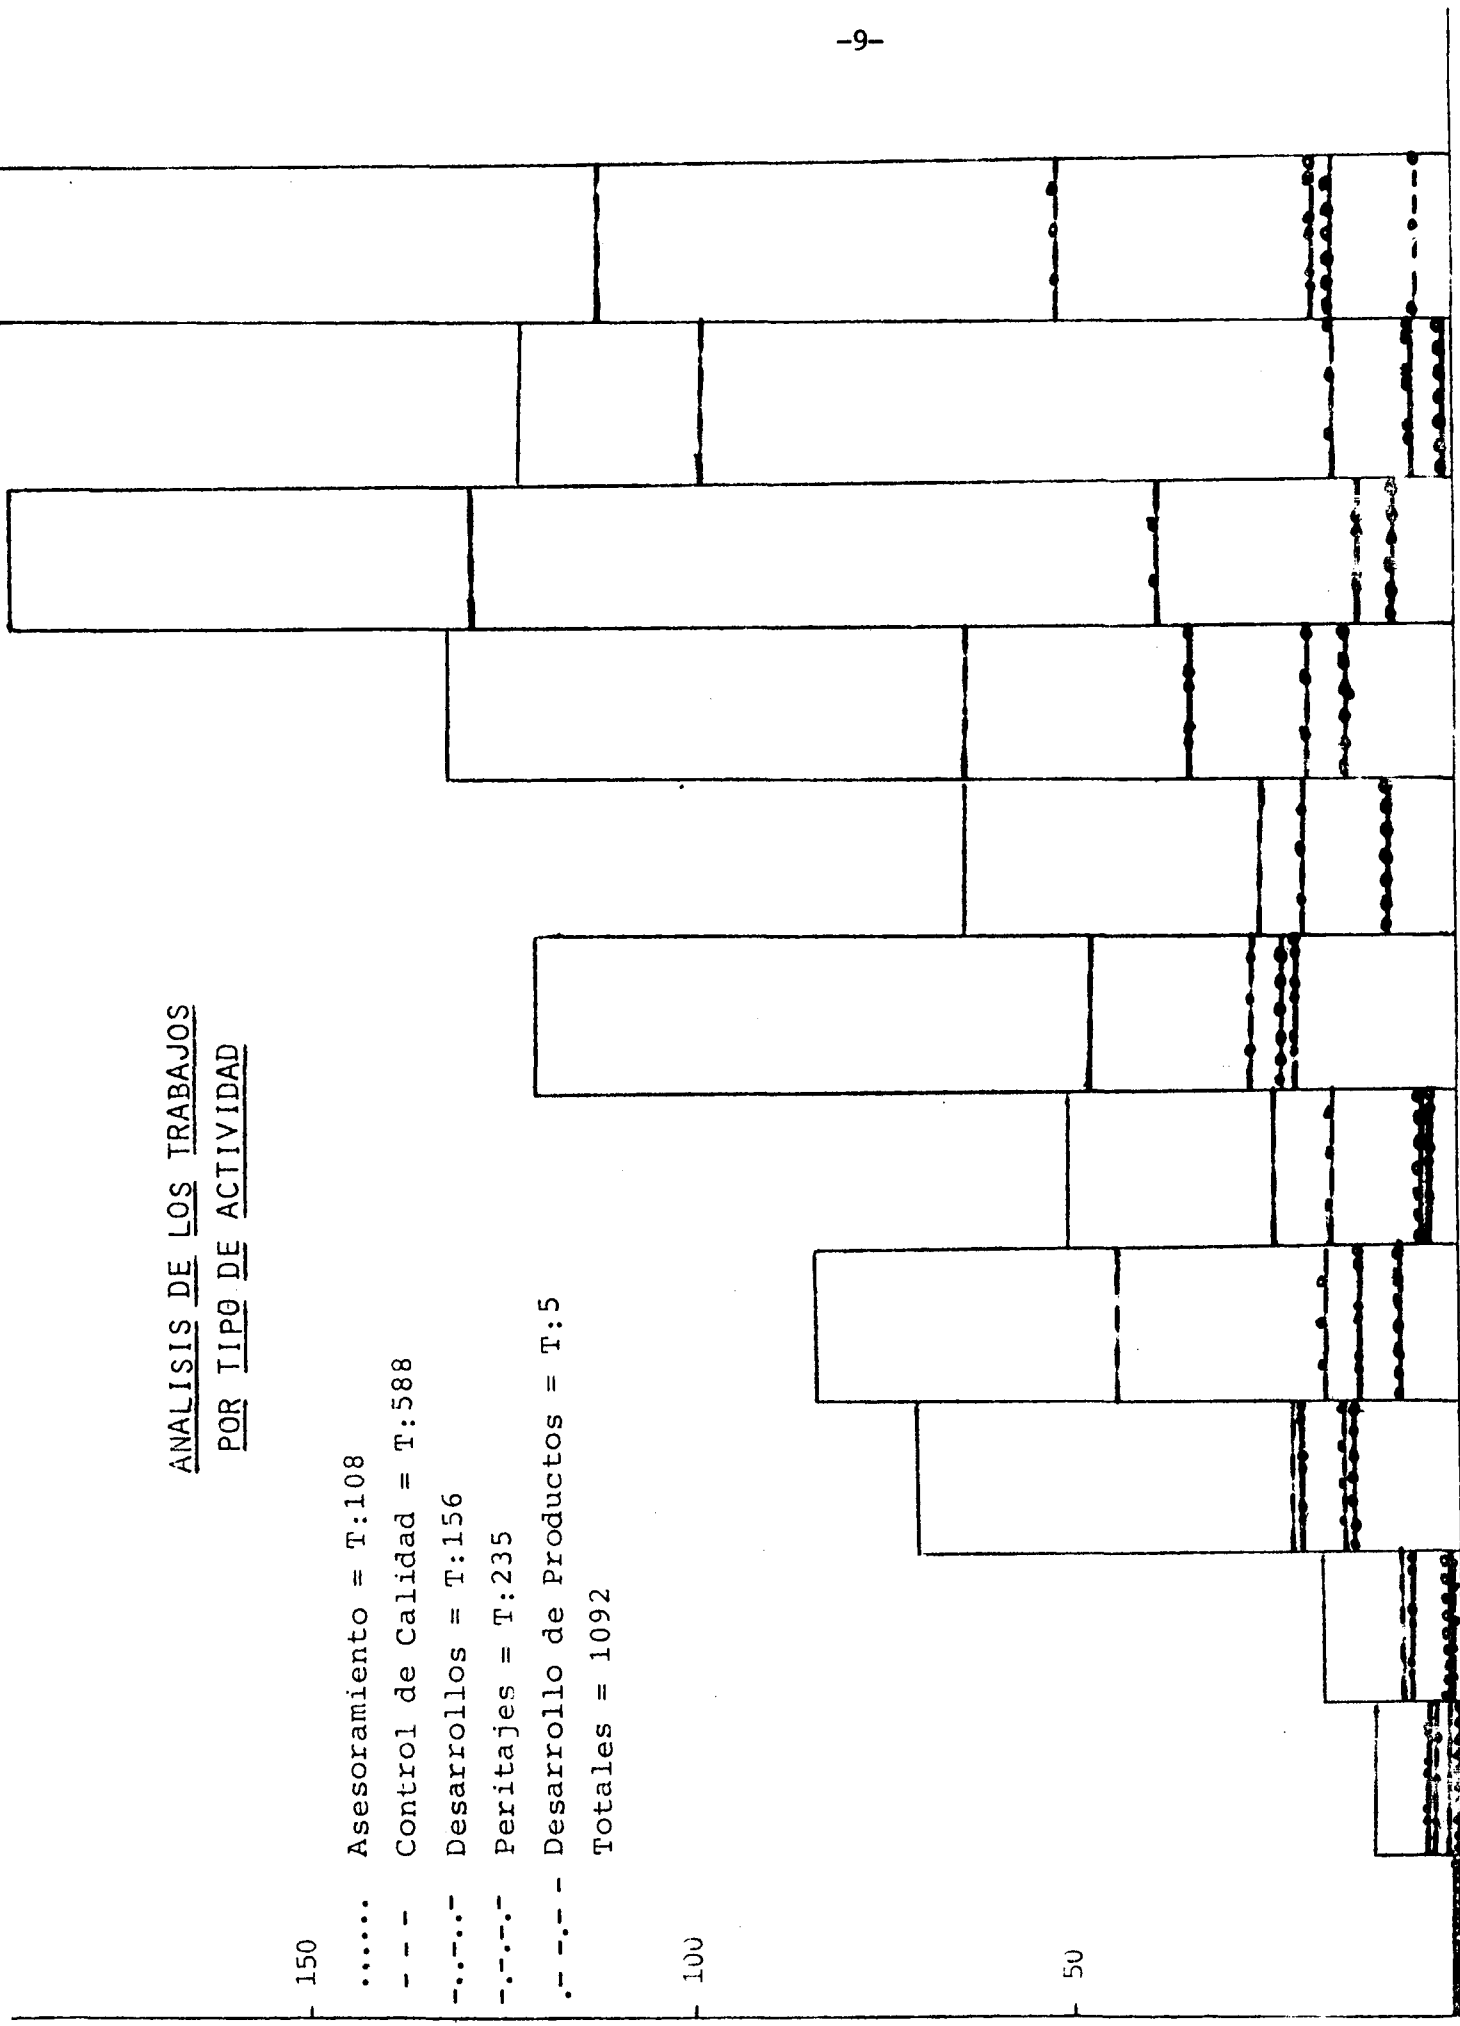 -9-
ANALISIS DE LOS TRABAJOS
POR TIPO DE ACTIVIDAD
...... Asesoramiento = T:108
- - - Control de Calidad = T:588
-..-..- Desarrollos = T:156
-.-.-.- Peritajes = T:235
.- -.- - Desarrollo de Productos = T:5
Totales = 1092
150
100
50